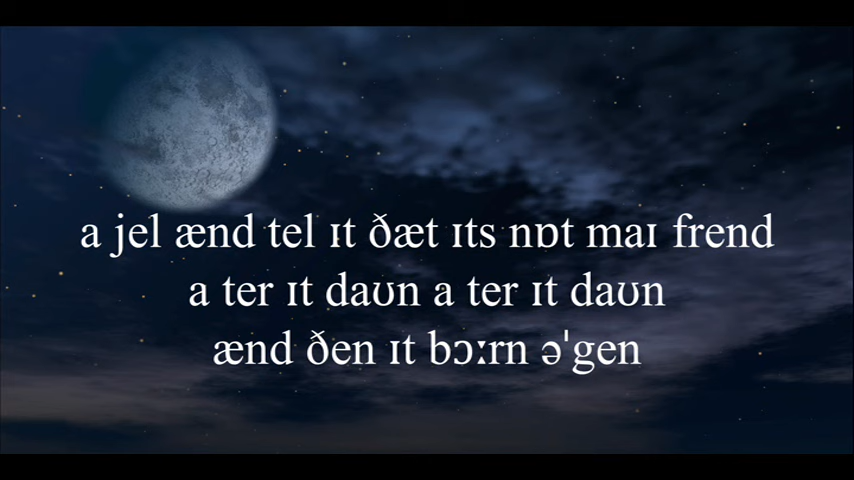 a jel ænd tel ɪt ðæt ɪts nɒt maɪ frend
a ter ɪt daʊn a ter ɪt daʊn
ænd ðen ɪt bɔːrn əˈgen